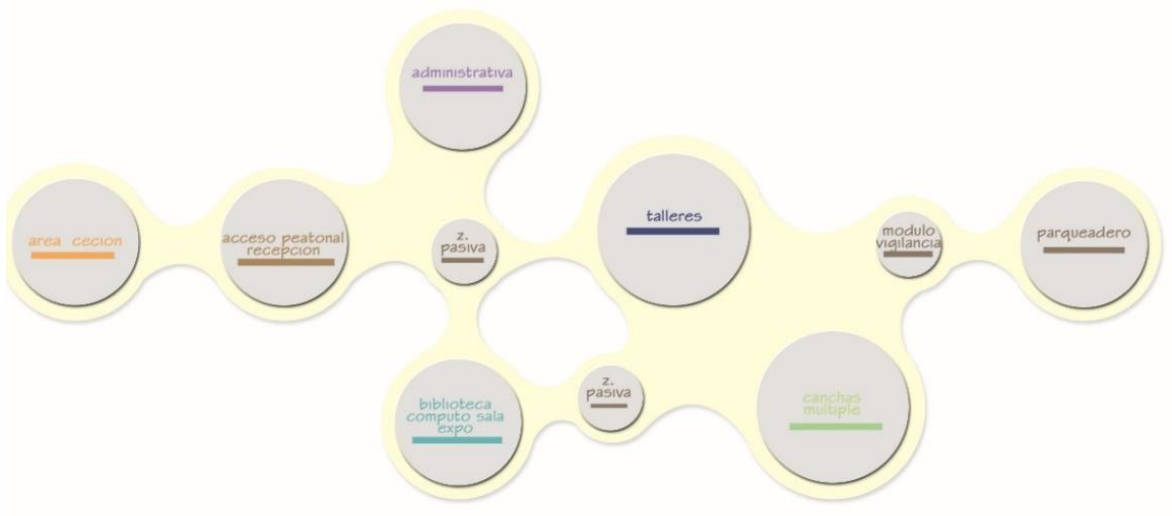 administrativa
area cecion
acceso peatonal
recepcion
z.
pasiva
talleres
modulo
vigilancia
parqueadero
biblioteca
computo sala
expo
z.
pasiva
canchas
multiple